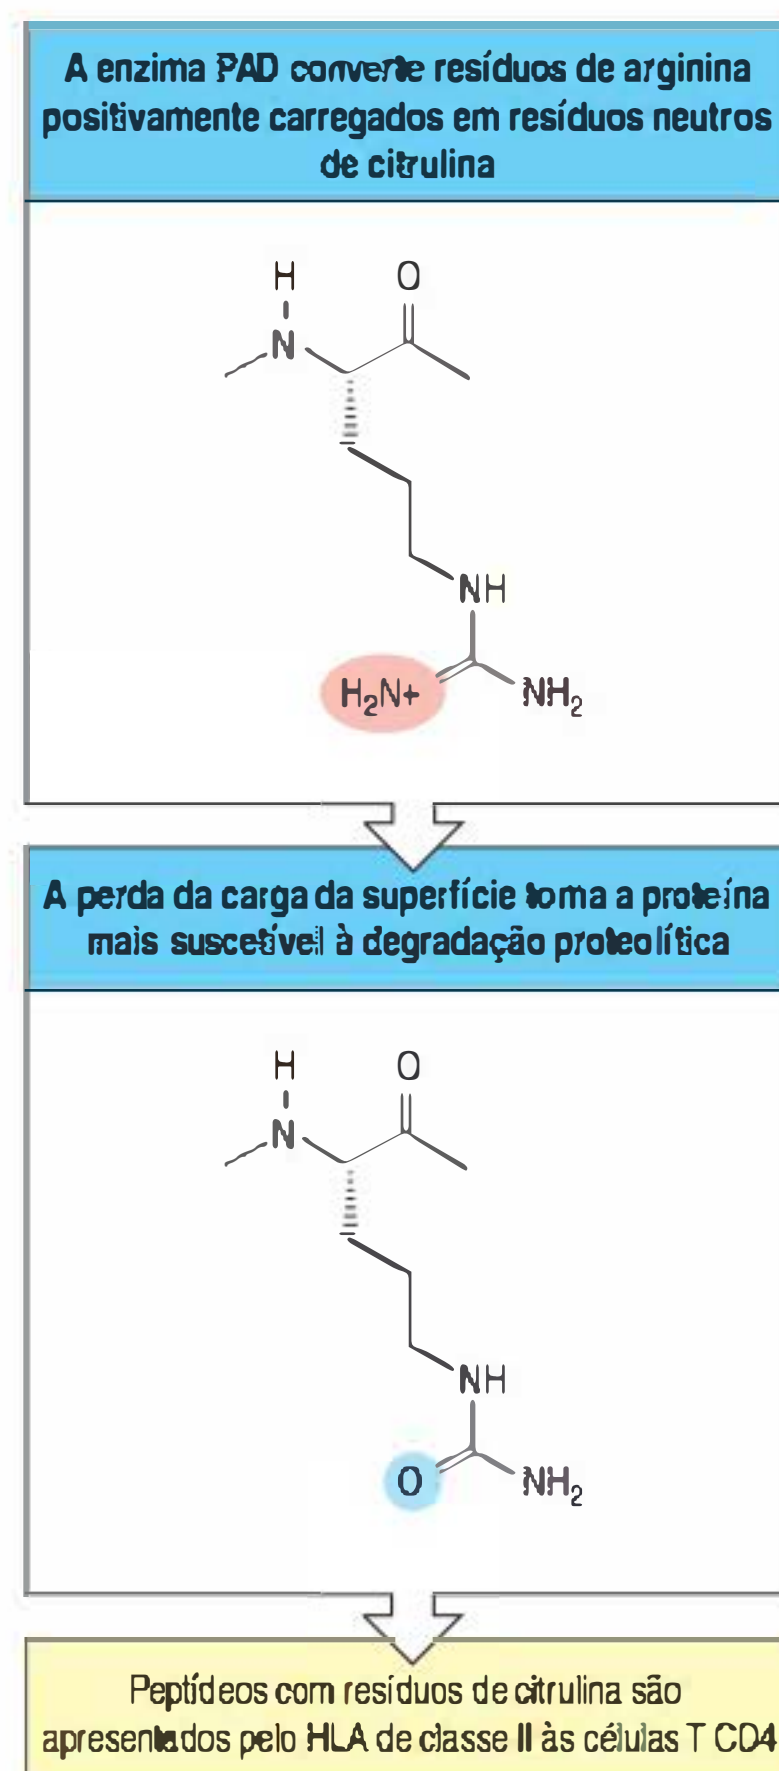 A enzima PAD converte resíduos de arginina
positivamente carregados em resíduos neutros
de citrulina
H
O
N
NH
H₂N+
NH₂
A perda da carga da superfície toma a proteína
mais suscetível à degradação proteolítica
H
O
N
NH
O
NH₂
Peptídeos com resíduos de citrulina são
apresentados pelo HLA de classe II às células T CD4